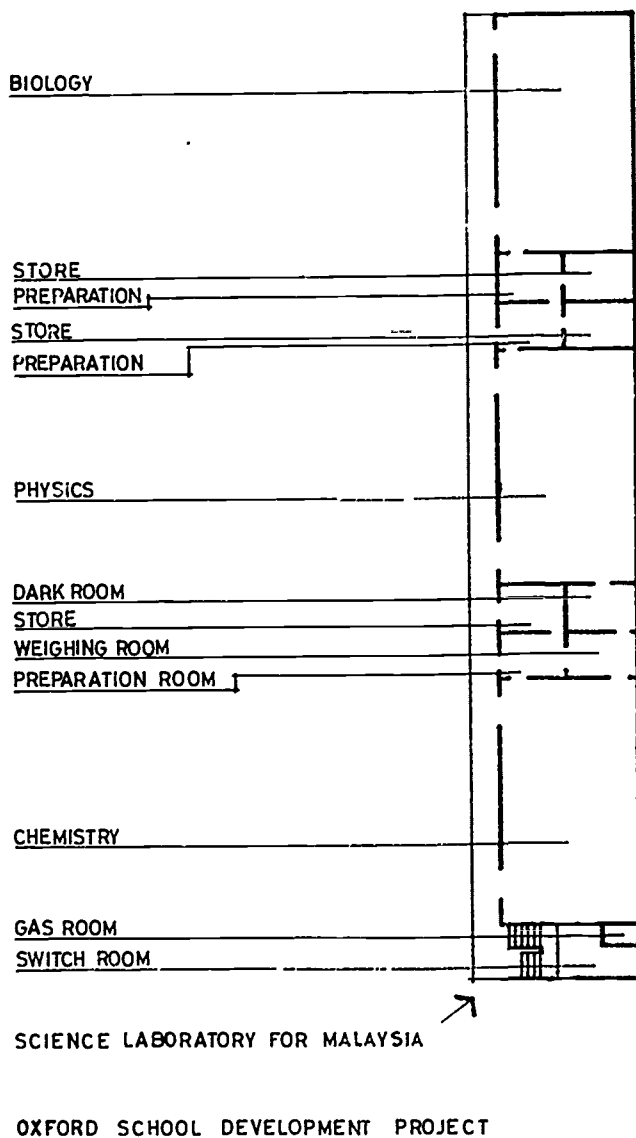 BIOLOGY
STORE
PREPARATION
STORE
PREPARATION
PHYSICS
DARK ROOM
STORE
WEIGHING ROOM
PREPARATION ROOM
CHEMISTRY
GAS ROOM
SWITCH ROOM
SCIENCE LABORATORY FOR MALAYSIA
OXFORD SCHOOL DEVELOPMENT PROJECT